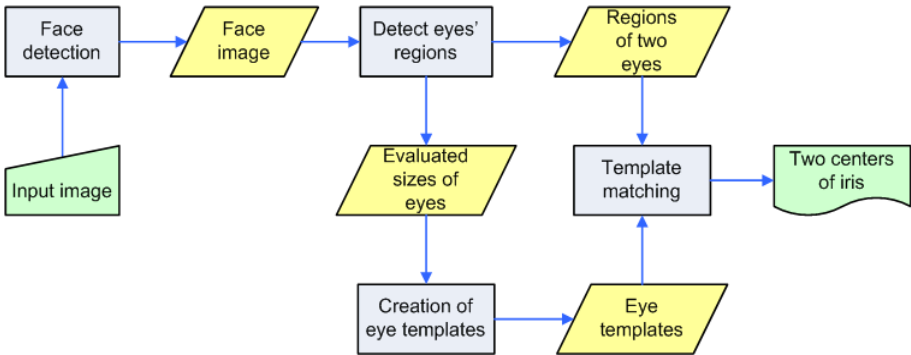 Face
detection
Face
image
Detect eyes'
regions
Regions
of two
eyes
Input image
Evaluated
sizes of
eyes
Template
matching
Two centers
of iris
Creation of
eye templates
Eye
templates